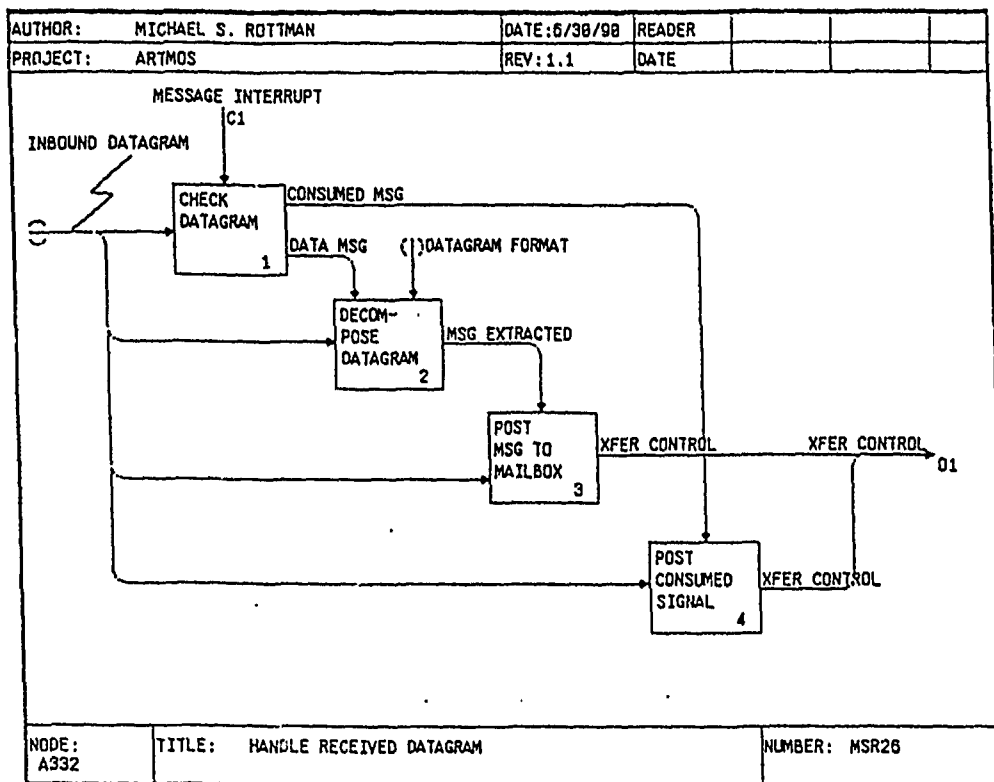 AUTHOR: MICHAEL S. ROTTMAN DATE:6/30/90 READER
PROJECT: ARTMOS REV:1.1 DATE
MESSAGE INTERRUPT
C1
INBOUND DATAGRAM
CHECK
DATAGRAM
1
CONSUMED MSG
DATA MSG
( )DATAGRAM FORMAT
DECOM-
POSE
DATAGRAM
2
MSG EXTRACTED
POST
MSG TO
MAILBOX
3
XFER CONTROL
XFER CONTROL
O1
POST
CONSUMED
SIGNAL
4
XFER CONTROL
NODE:
A332
TITLE: HANDLE RECEIVED DATAGRAM
NUMBER: MSR26